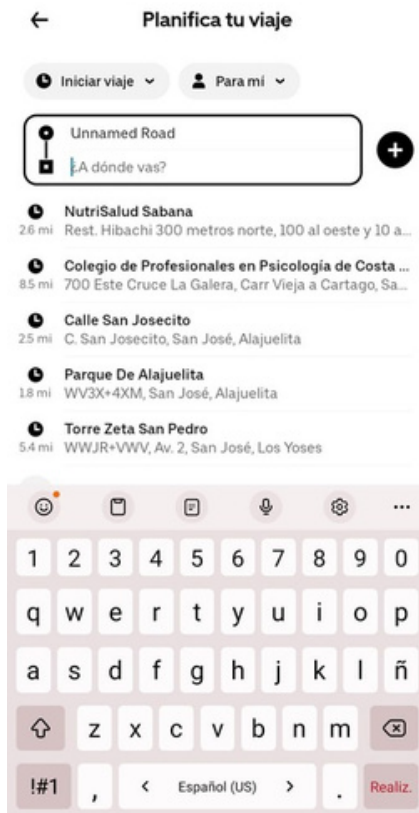 Planifica tu viaje
Iniciar viaje
Para mí
Unnamed Road
¿A dónde vas?
NutriSalud Sabana
2.6 mi Rest. Hibachi 300 metros norte, 100 al oeste y 10 a...
Colegio de Profesionales en Psicología de Costa ...
8.5 mi 700 Este Cruce La Galera, Carr Vieja a Cartago, Sa...
Calle San Josecito
2.5 mi C. San Josecito, San José, Alajuelita
Parque De Alajuelita
1.8 mi WV3X+4XM, San José, Alajuelita
Torre Zeta San Pedro
5.4 mi WWJR+VWV, Av. 2, San José, Los Yoses
1 2 3 4 5 6 7 8 9 0
q w e r t y u i o p
a s d f g h j k l ñ
z x c v b n m
!#1 , < Español (US) > . Realiz.